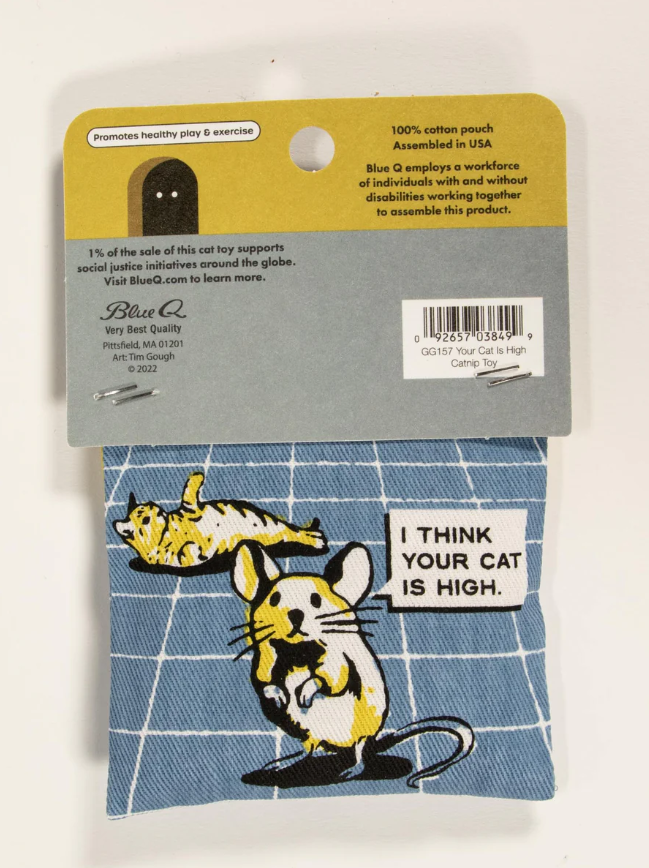 Promotes healthy play & exercise
100% cotton pouch
Assembled in USA
Blue Q employs a workforce
of individuals with and without
disabilities working together
to assemble this product.
1% of the sale of this cat toy supports
social justice initiatives around the globe.
Visit BlueQ.com to learn more.
Blue Q
Very Best Quality
Pittsfield, MA 01201
Art: Tim Gough
© 2022
0 92657 03849 9
GG157 Your Cat Is High
Catnip Toy
I THINK
YOUR CAT
IS HIGH.